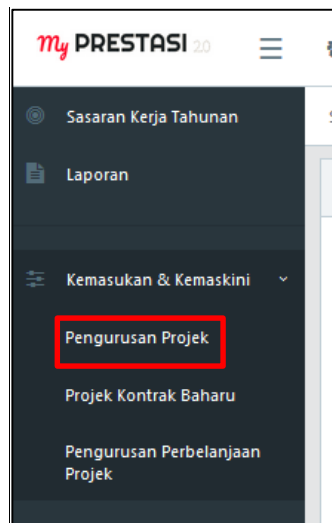 My PRESTASI 2.0
Sasaran Kerja Tahunan
Laporan
Kemasukan & Kemaskini
Pengurusan Projek
Projek Kontrak Baharu
Pengurusan Perbelanjaan
Projek